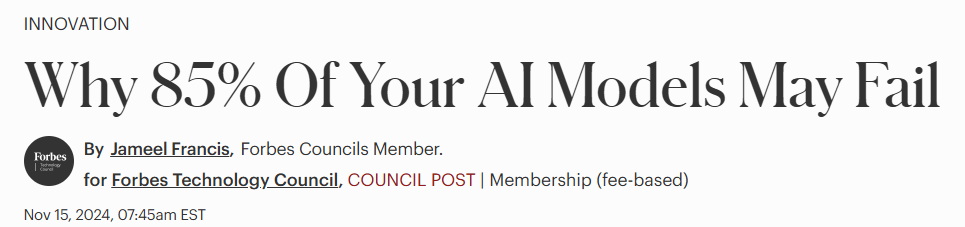 INNOVATION
Why 85% Of Your AI Models May Fail
Forbes
Technology
Council
By Jameel Francis, Forbes Councils Member.
for Forbes Technology Council, COUNCIL POST | Membership (fee-based)
Nov 15, 2024, 07:45am EST